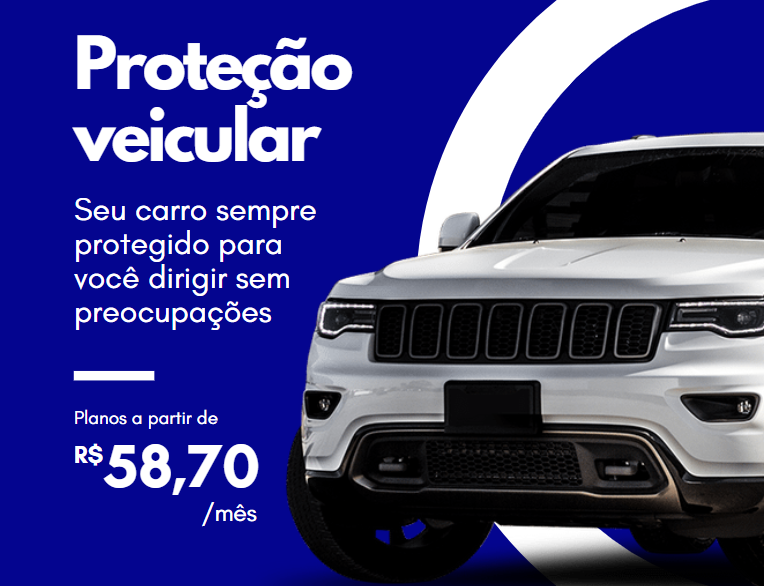 Proteção
veicular
Seu carro sempre
protegido para
você dirigir sem
preocupações
Planos a partir de
R$58,70
/mês